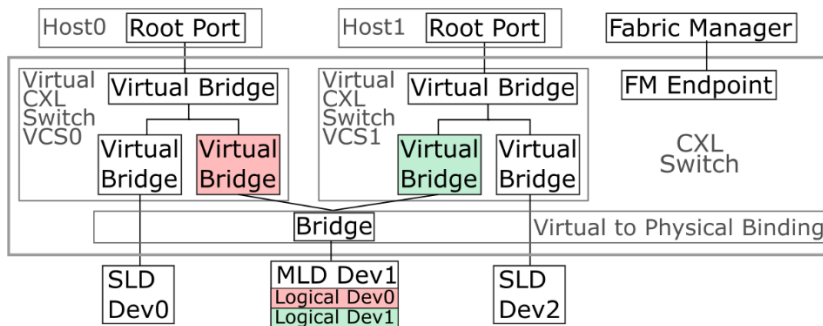 Host0
Root Port
Host1
Root Port
Fabric Manager
Virtual
CXL
Switch
VCS0
Virtual Bridge
Virtual
CXL
Switch
VCS1
Virtual Bridge
FM Endpoint
Virtual
Bridge
Virtual
Bridge
Virtual
Bridge
Virtual
Bridge
CXL
Switch
Bridge
Virtual to Physical Binding
SLD
Dev0
MLD Dev1
Logical Dev0
Logical Dev1
SLD
Dev2